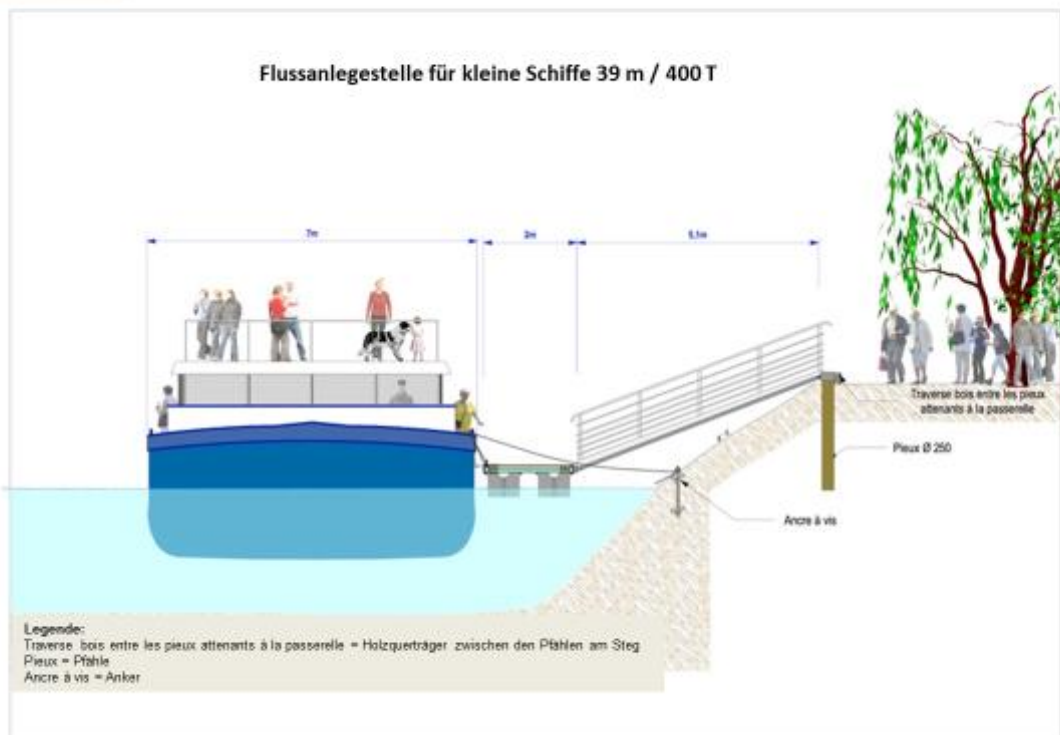 Flussanlegestelle für kleine Schiffe 39 m / 400 T
7m
2m
5,1m
Traverse bois entre les pieux
attenants à la passerelle
Pieux Ø 250
Ancre à vis
Legende:
Traverse bois entre les pieux attenants à la passerelle = Holzquerträger zwischen den Pfählen am Steg
Pieux = Pfähle
Ancre à vis = Anker